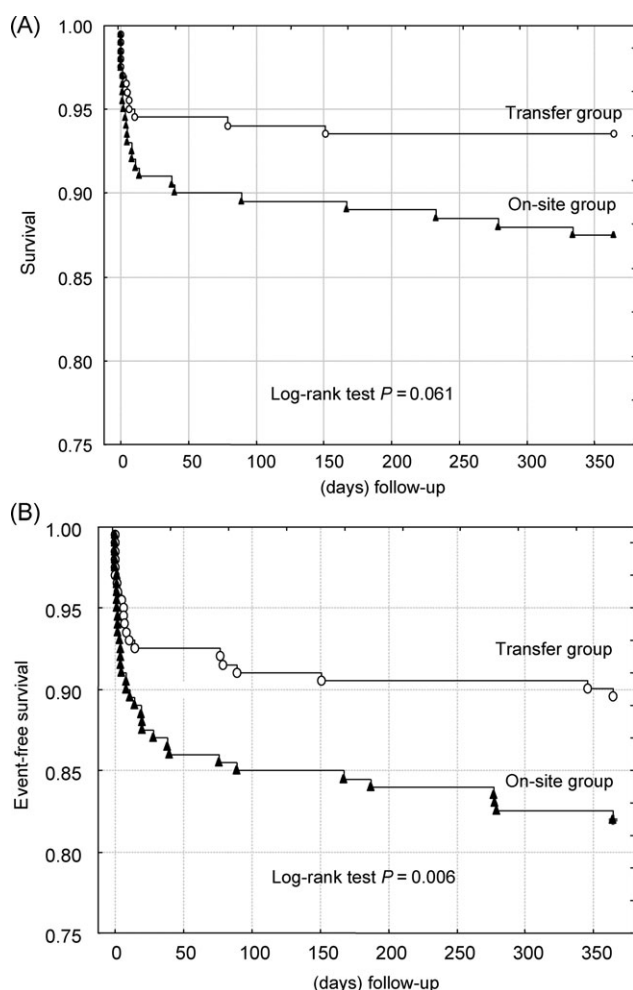 (A)
1.00
0.95
0.90
0.85
0.80
0.75
Survival
Transfer group
On-site group
Log-rank test P = 0.061
0 50 100 150 200 250 300 350
(days) follow-up
(B)
1.00
0.95
0.90
0.85
0.80
0.75
Event-free survival
Transfer group
On-site group
Log-rank test P = 0.006
0 50 100 150 200 250 300 350
(days) follow-up